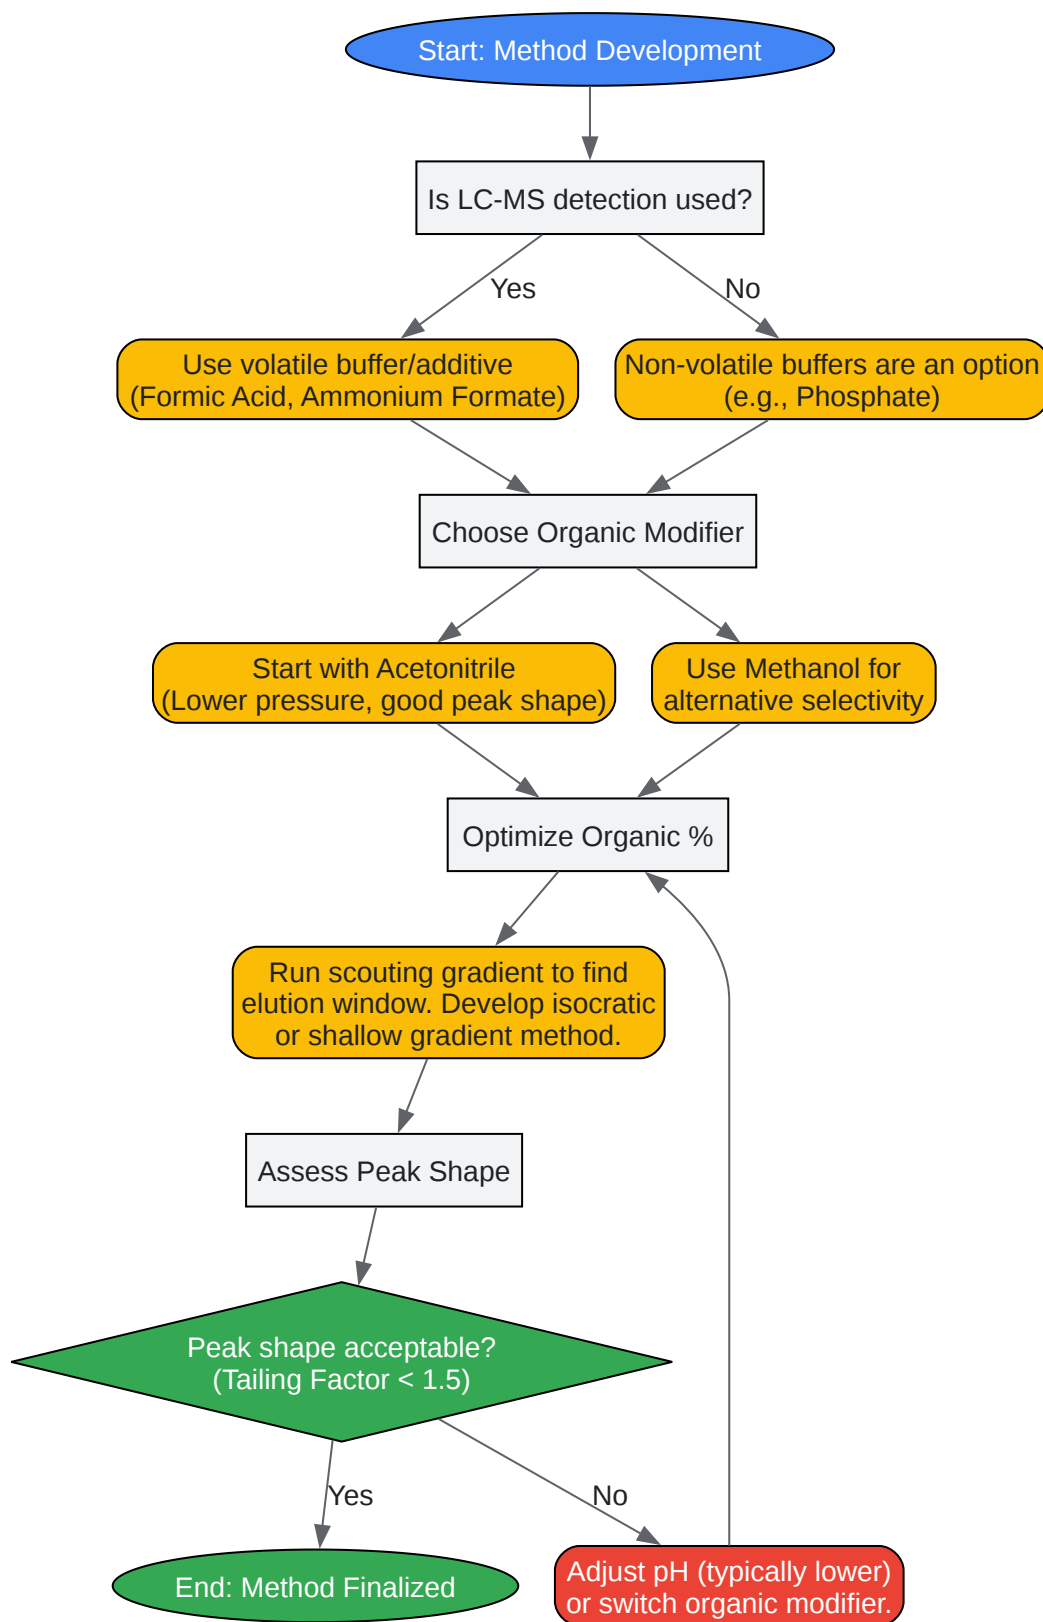 Start: Method Development
Is LC-MS detection used?
Yes
No
Use volatile buffer/additive
(Formic Acid, Ammonium Formate)
Non-volatile buffers are an option
(e.g., Phosphate)
Choose Organic Modifier
Start with Acetonitrile
(Lower pressure, good peak shape)
Use Methanol for
alternative selectivity
Optimize Organic %
Run scouting gradient to find
elution window. Develop isocratic
or shallow gradient method.
Assess Peak Shape
Peak shape acceptable?
(Tailing Factor < 1.5)
Yes
No
End: Method Finalized
Adjust pH (typically lower)
or switch organic modifier.